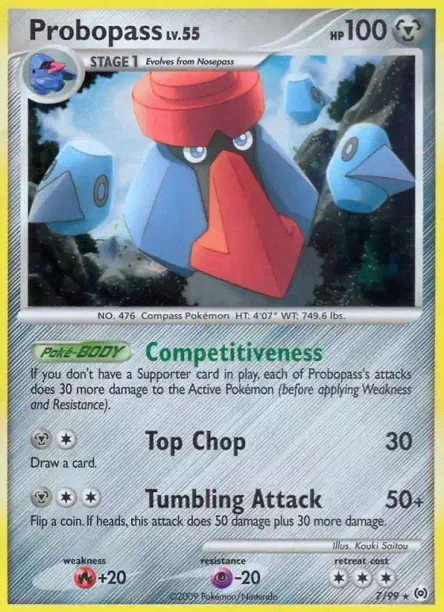 Probopass LV.55 HP 100
STAGE 1 Evolves from Nosepass
NO. 476 Compass Pokémon HT: 4'07" WT: 749.6 lbs.
Poké-BODY Competitiveness
If you don't have a Supporter card in play, each of Probopass's attacks
does 30 more damage to the Active Pokémon (before applying Weakness
and Resistance).
Top Chop 30
Draw a card.
Tumbling Attack 50+
Flip a coin. If heads, this attack does 50 damage plus 30 more damage.
Illus. Kouki Saitou
weakness resistance retreat cost
+20 -20
©2009 Pokémon/Nintendo 7/99 ★